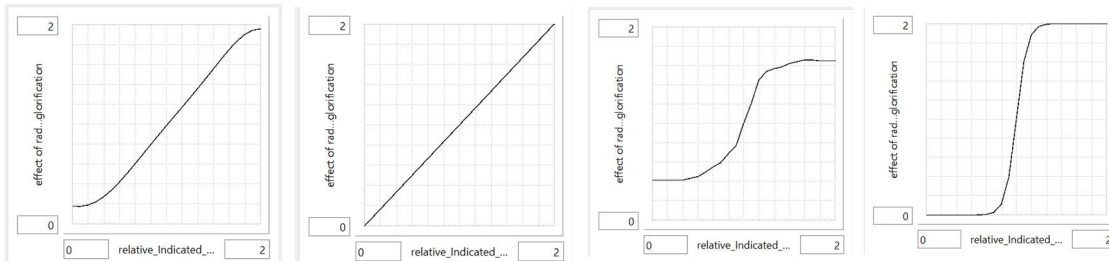 2
effect of rad...glorification
0
0
relative_Indicated_...
2
2
effect of rad...glorification
0
0
relative_Indicated_...
2
2
effect of rad...glorification
0
0
relative_Indicated_...
2
2
effect of rad...glorification
0
0
relative_Indicated_...
2